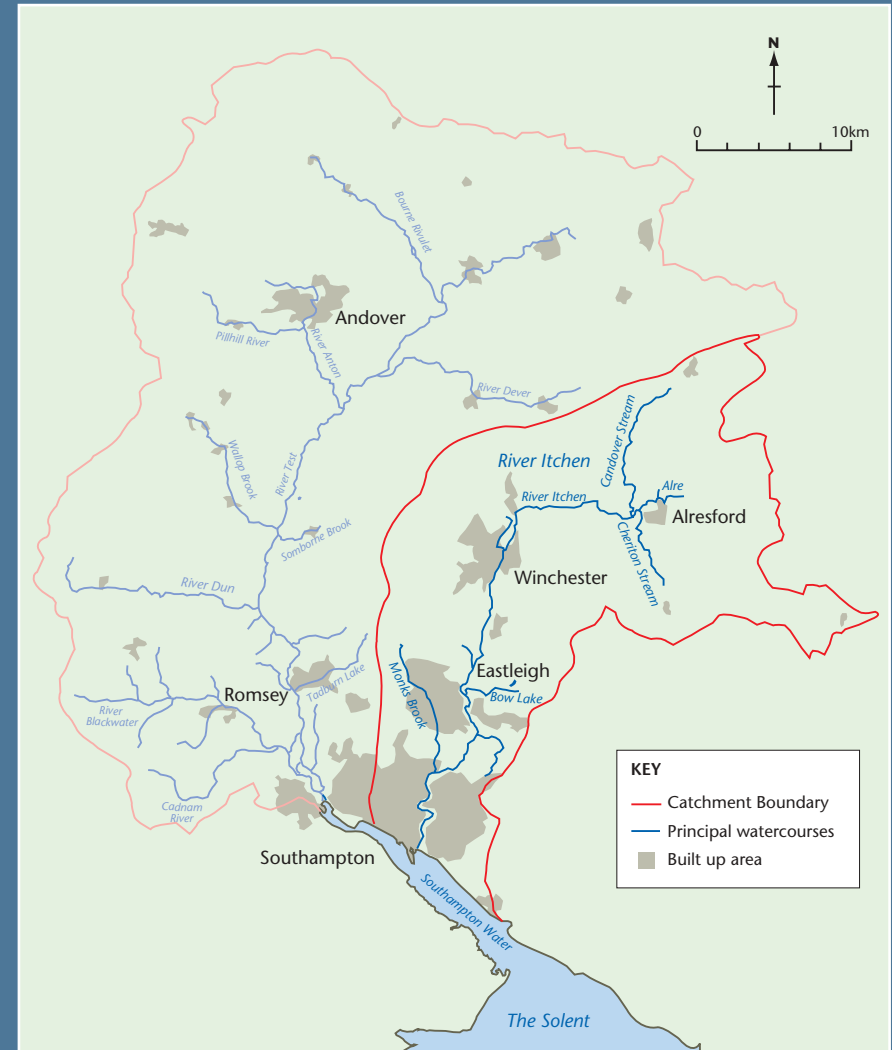 N
0 10km
Bourne Rivulet
Andover
Pillhill River
River Anton
River Dever
Candover Stream
Wallop Brook
River Test
River Itchen
River Itchen
Alre
Alresford
Somborne Brook
Cheriton Stream
Winchester
River Dun
Eastleigh
Monks Brook
Bow Lake
Tadburn Lake
Romsey
River
Blackwater
Cadnam
River
KEY
Catchment Boundary
Principal watercourses
Built up area
Southampton
Southampton Water
The Solent